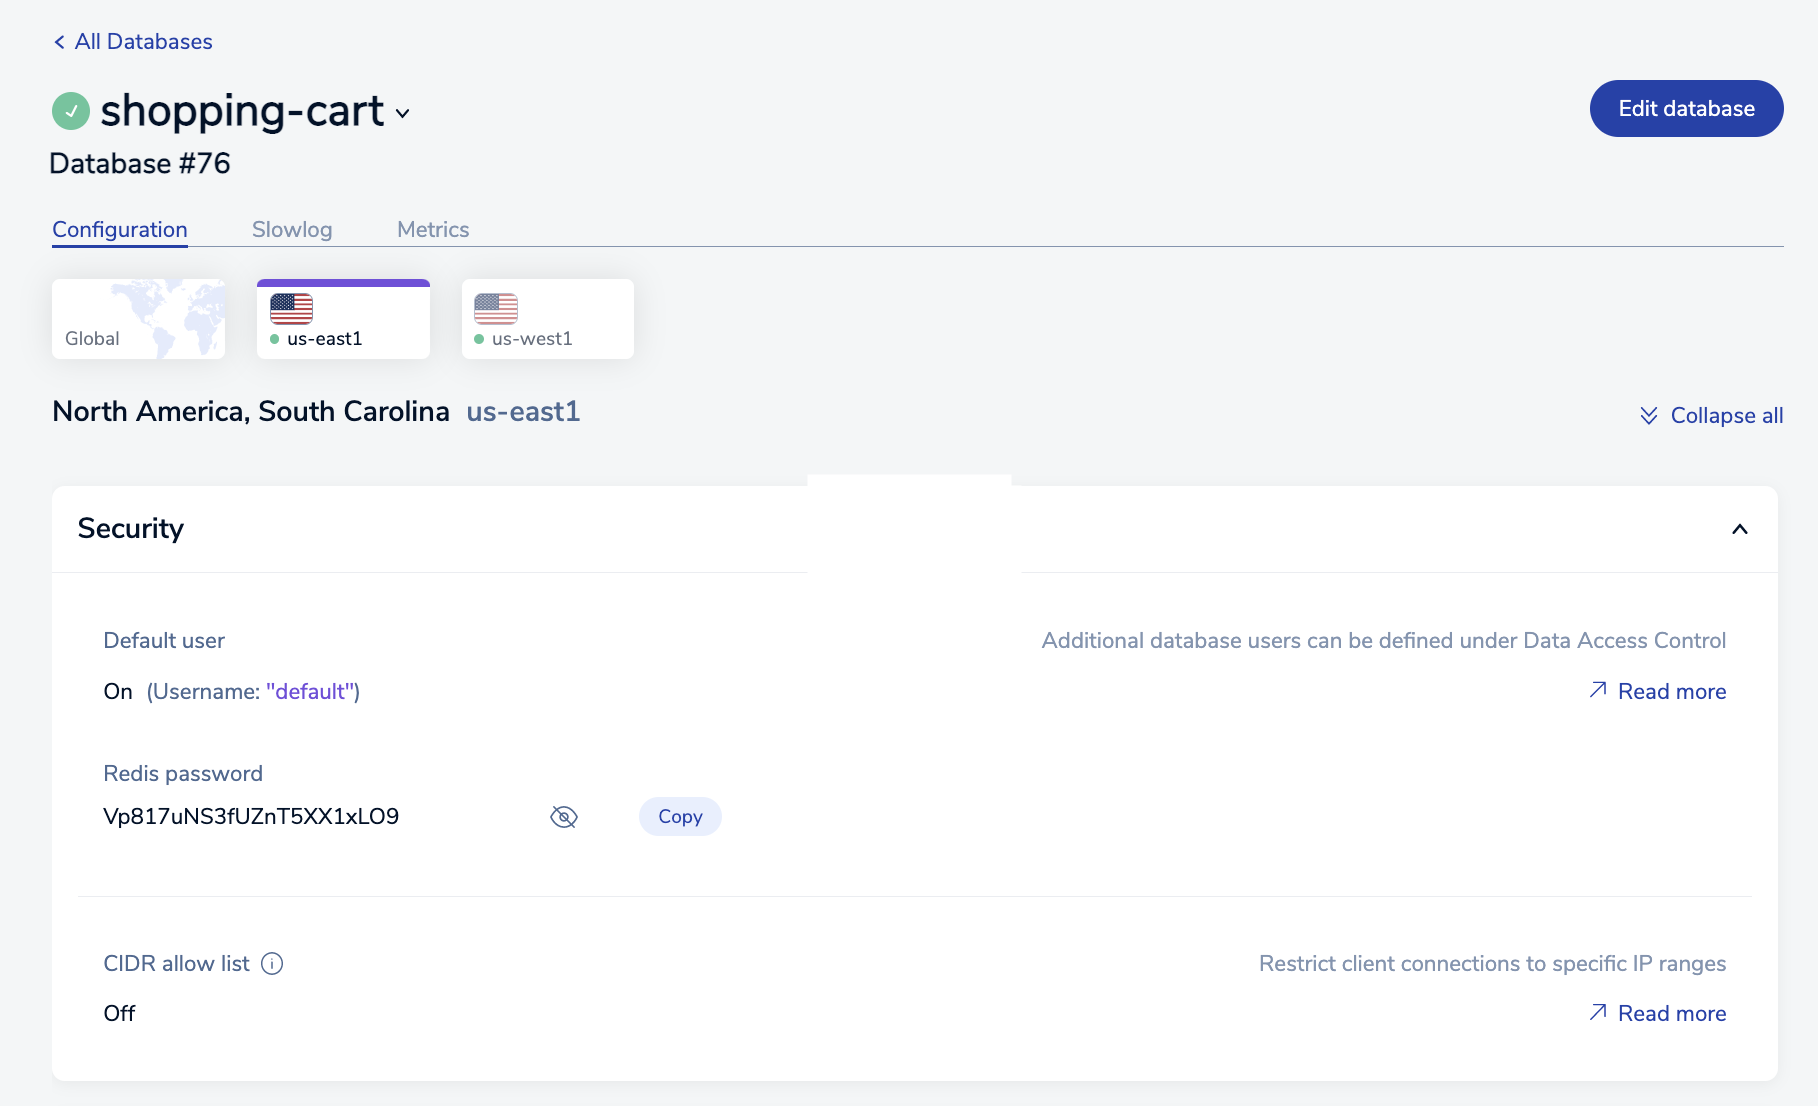 All Databases
shopping-cart
Edit database
Database #76
Configuration Slowlog Metrics
Global us-east1 us-west1
North America, South Carolina us-east1
Collapse all
Security
Default user
Additional database users can be defined under Data Access Control
On (Username: "default")
Read more
Redis password
Vp817uNS3fUZnT5XX1xLO9
Copy
CIDR allow list
Restrict client connections to specific IP ranges
Off
Read more